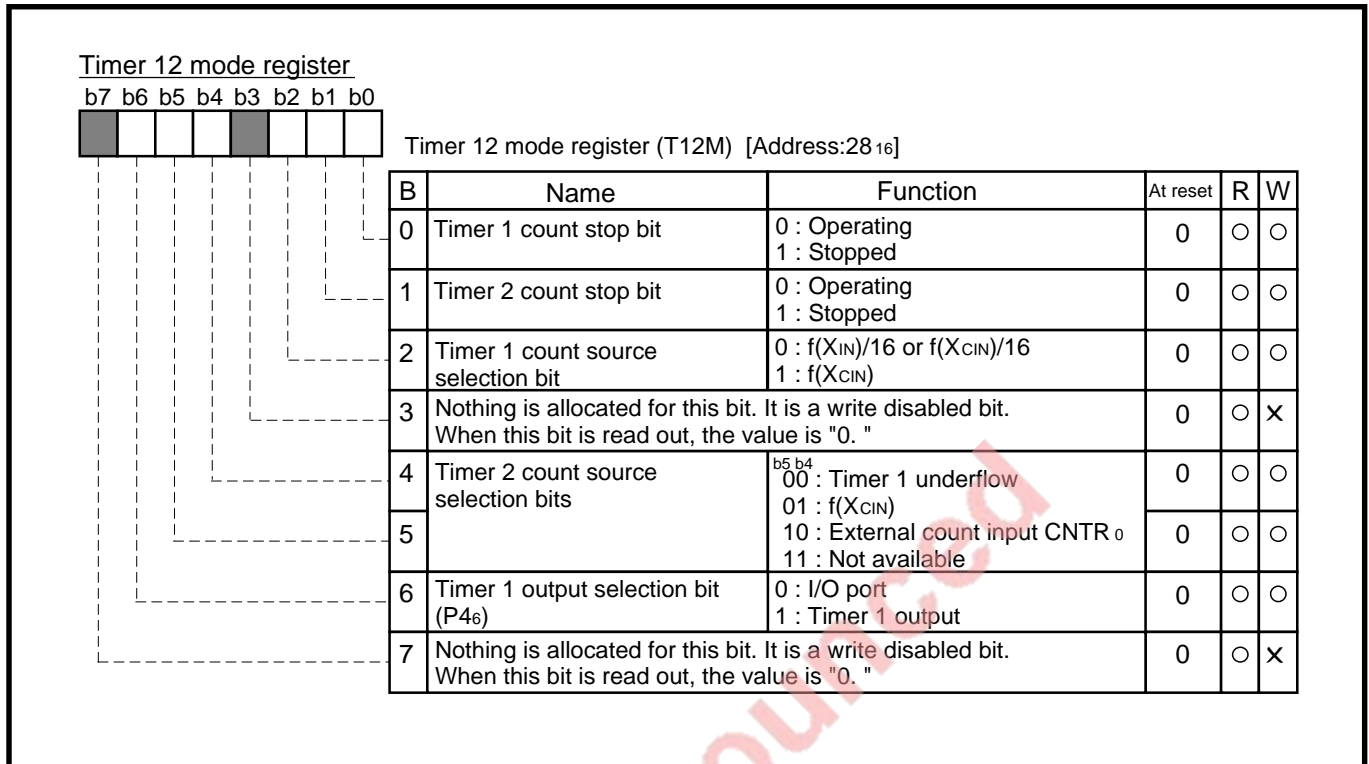 Timer 12 mode register
b7 b6 b5 b4 b3 b2 b1 b0
Timer 12 mode register (T12M) [Address:2816]
B Name Function At reset R W
0 Timer 1 count stop bit 0 : Operating 0 ○ ○
1 : Stopped
1 Timer 2 count stop bit 0 : Operating 0 ○ ○
1 : Stopped
2 Timer 1 count source 0 : f(XIN)/16 or f(XCIN)/16 0 ○ ○
selection bit 1 : f(XCIN)
3 Nothing is allocated for this bit. It is a write disabled bit. 0 ○ ×
When this bit is read out, the value is "0. "
4 Timer 2 count source b5 b4 0 ○ ○
selection bits 00 : Timer 1 underflow
01 : f(XCIN)
5 10 : External count input CNTR 0 0 ○ ○
11 : Not available
6 Timer 1 output selection bit 0 : I/O port 0 ○ ○
(P46) 1 : Timer 1 output
7 Nothing is allocated for this bit. It is a write disabled bit. 0 ○ ×
When this bit is read out, the value is "0. "
ounced